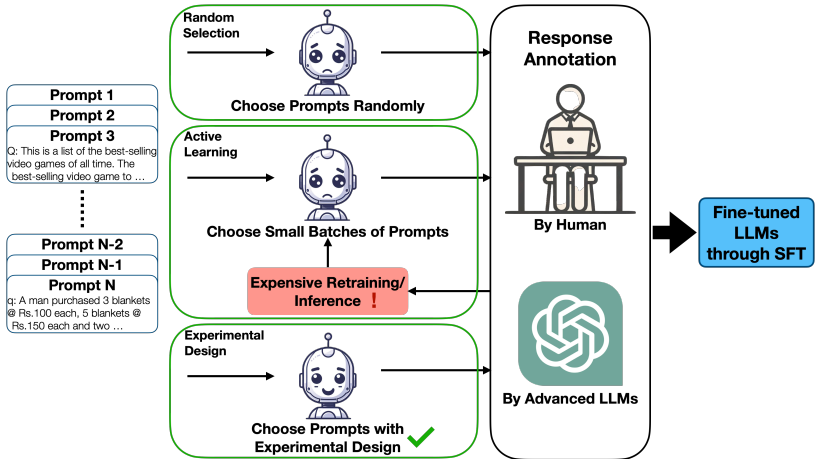 Prompt 1
Prompt 2
Prompt 3
Q: This is a list of the best-selling
video games of all time. The
best-selling video game to ...
Prompt N-2
Prompt N-1
Prompt N
q: A man purchased 3 blankets
@ Rs.100 each, 5 blankets @
Rs.150 each and two ...
Random
Selection
Choose Prompts Randomly
Active
Learning
Choose Small Batches of Prompts
Expensive Retraining/
Inference !
Experimental
Design
Choose Prompts with
Experimental Design
Response
Annotation
By Human
By Advanced LLMs
Fine-tuned
LLMs
through SFT